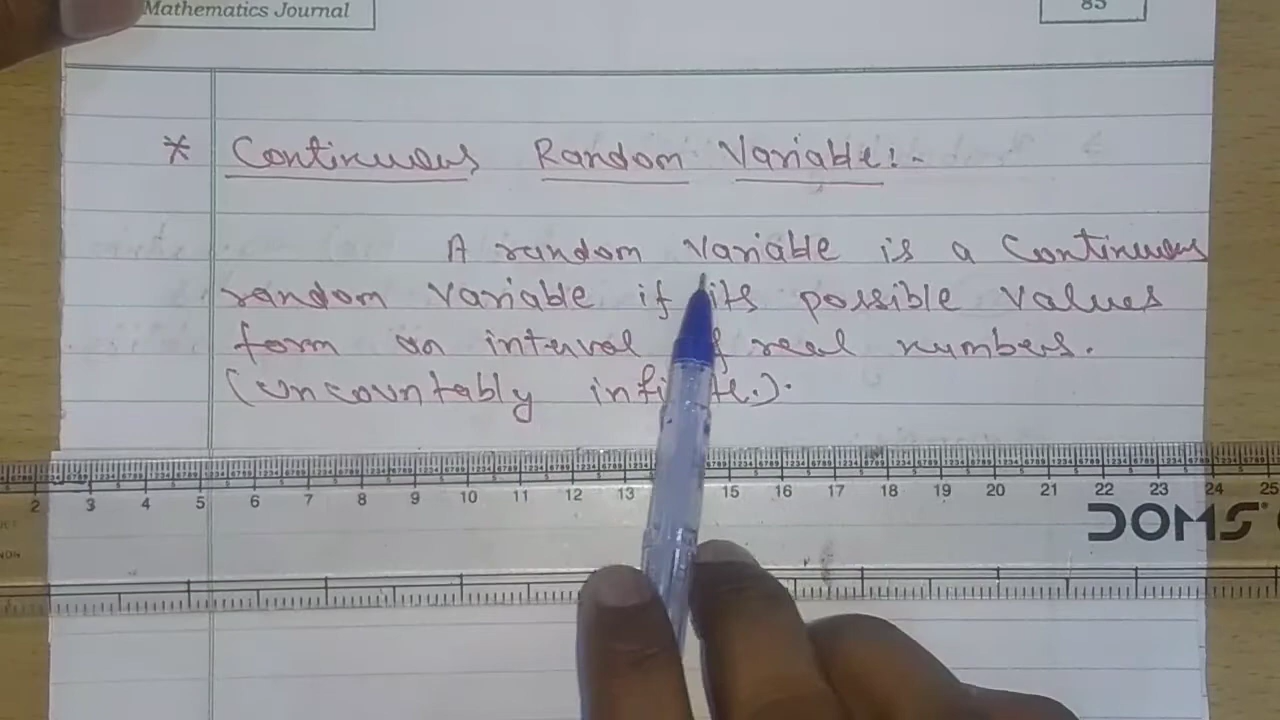 Mathematics Journal
85
* Continuous Random Variable:-
A random variable is a Continuous
random variable if its possible values
form an interval of real numbers.
(Uncountably infinite.).
2 3 4 5 6 7 8 9 10 11 12 13 15 16 17 18 19 20 21 22 23 24 25
DOMS